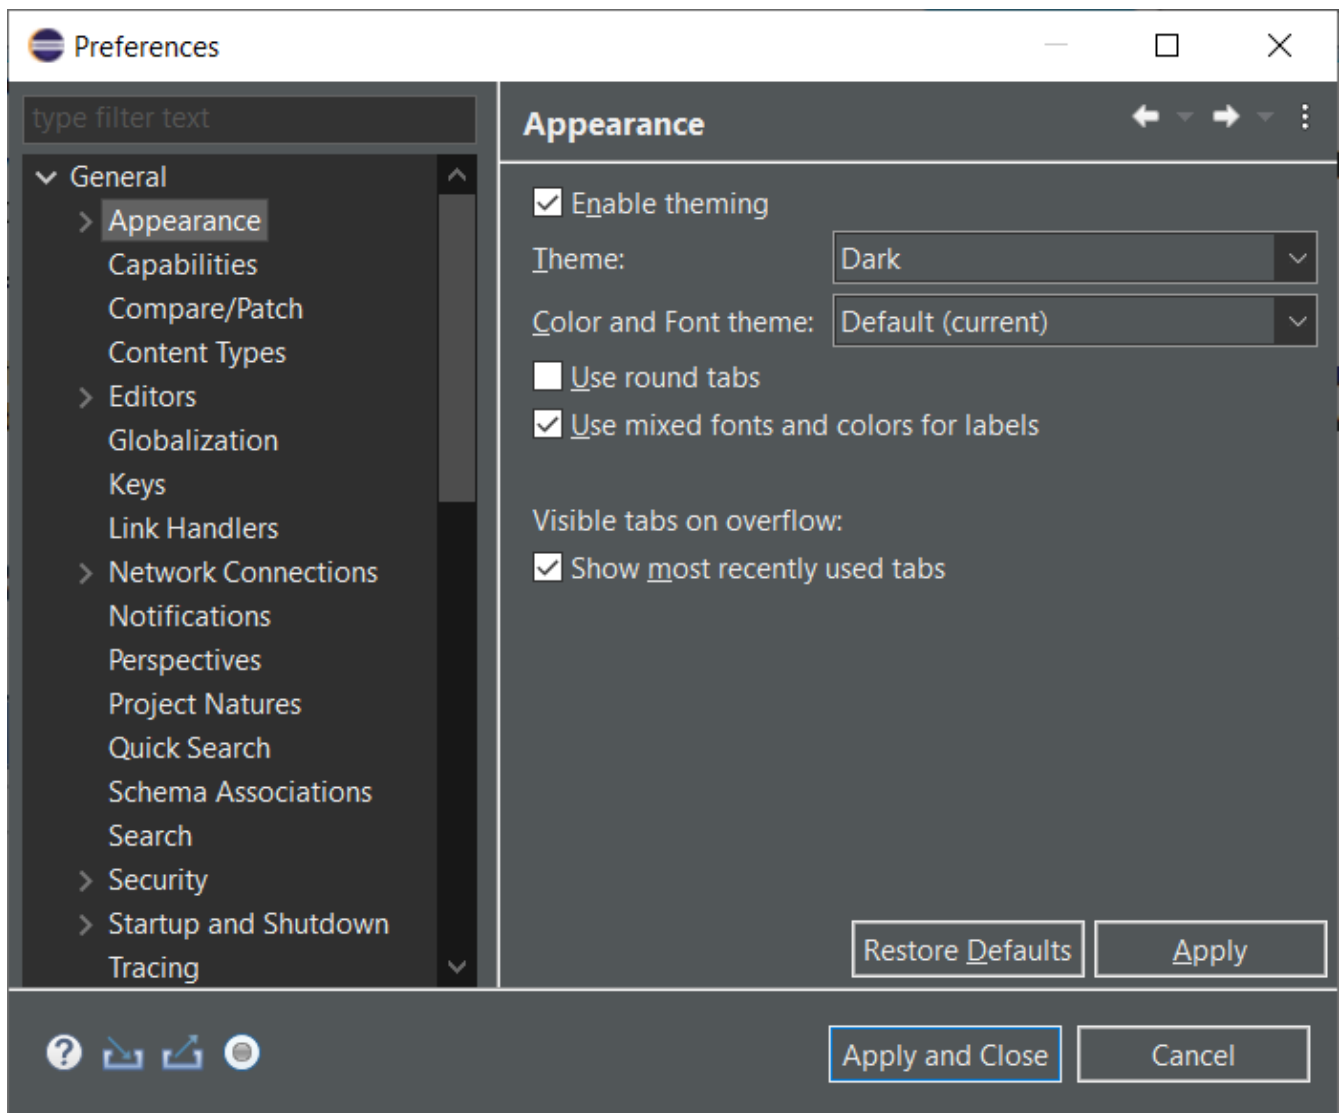 Preferences
type filter text
General
Appearance
Capabilities
Compare/Patch
Content Types
Editors
Globalization
Keys
Link Handlers
Network Connections
Notifications
Perspectives
Project Natures
Quick Search
Schema Associations
Search
Security
Startup and Shutdown
Tracing
Appearance
Enable theming
Theme: Dark
Color and Font theme: Default (current)
Use round tabs
Use mixed fonts and colors for labels
Visible tabs on overflow:
Show most recently used tabs
Restore Defaults Apply
Apply and Close Cancel